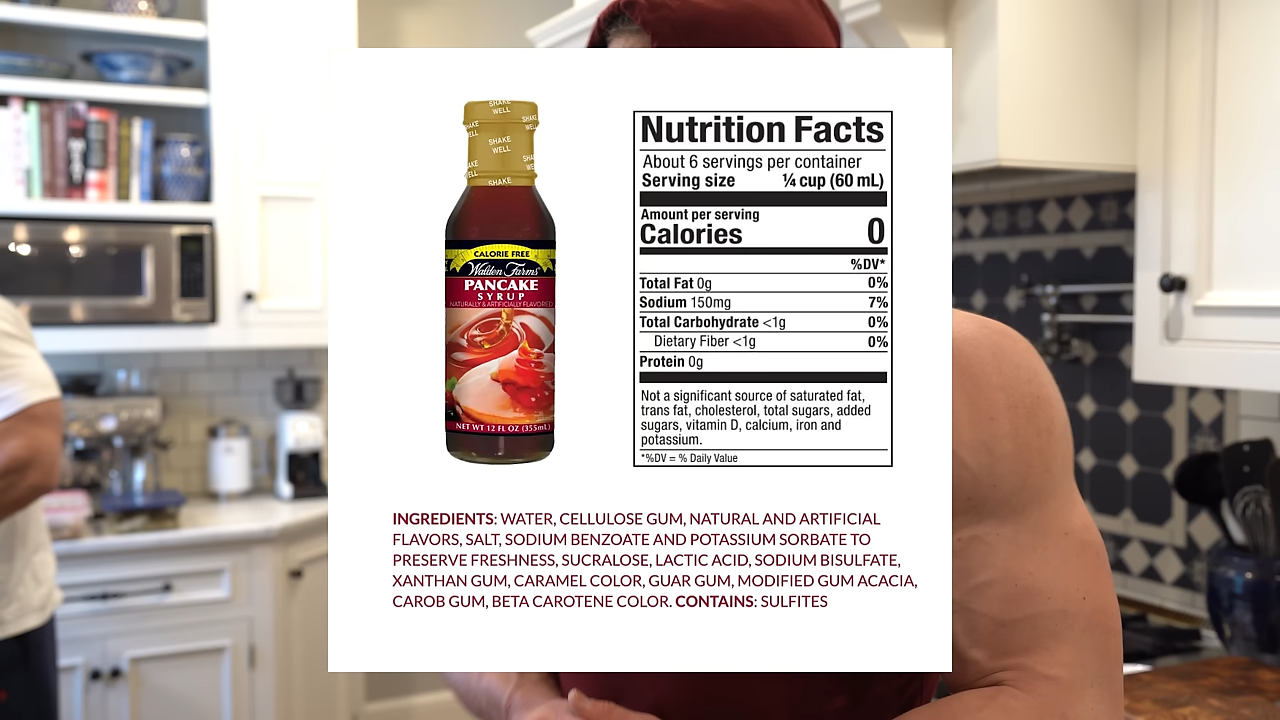 SHAKE
WELL
SHAKE
WELL
SHAKE
CALORIE FREE
Walden Farms
PANCAKE
SYRUP
NATURALLY & ARTIFICIALLY FLAVORED
NET WT 12 FL OZ (355mL)
Nutrition Facts
About 6 servings per container
Serving size ¼ cup (60 mL)
Amount per serving
Calories 0
%DV*
Total Fat 0g 0%
Sodium 150mg 7%
Total Carbohydrate <1g 0%
Dietary Fiber <1g 0%
Protein 0g
Not a significant source of saturated fat,
trans fat, cholesterol, total sugars, added
sugars, vitamin D, calcium, iron and
potassium.
*%DV = % Daily Value
INGREDIENTS: WATER, CELLULOSE GUM, NATURAL AND ARTIFICIAL
FLAVORS, SALT, SODIUM BENZOATE AND POTASSIUM SORBATE TO
PRESERVE FRESHNESS, SUCRALOSE, LACTIC ACID, SODIUM BISULFATE,
XANTHAN GUM, CARAMEL COLOR, GUAR GUM, MODIFIED GUM ACACIA,
CAROB GUM, BETA CAROTENE COLOR. CONTAINS: SULFITES